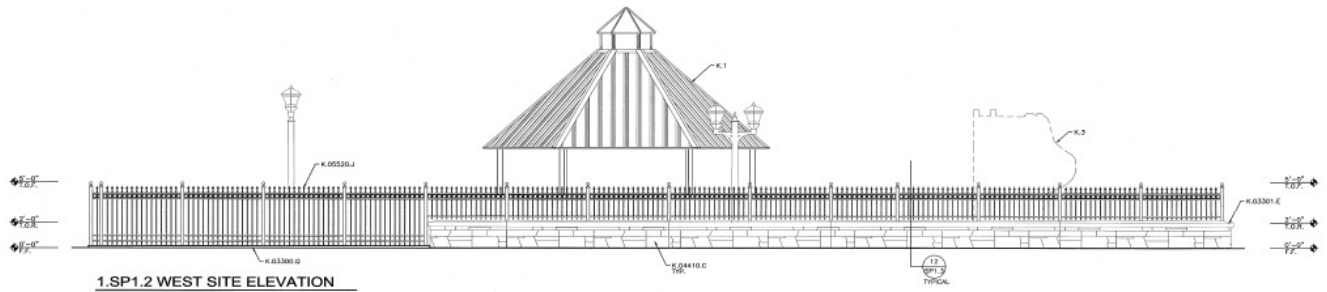 K.1
K.3
K.05520.J
5'-0"
T.O.F.
5'-0"
T.O.F.
K.03301.E
2'-0"
T.O.R.
2'-0"
T.O.R.
0'-0"
F.F.
0'-0"
F.F.
K.03300.Q
K.04410.C
TYP.
12
SP1.3
TYPICAL
1.SP1.2 WEST SITE ELEVATION